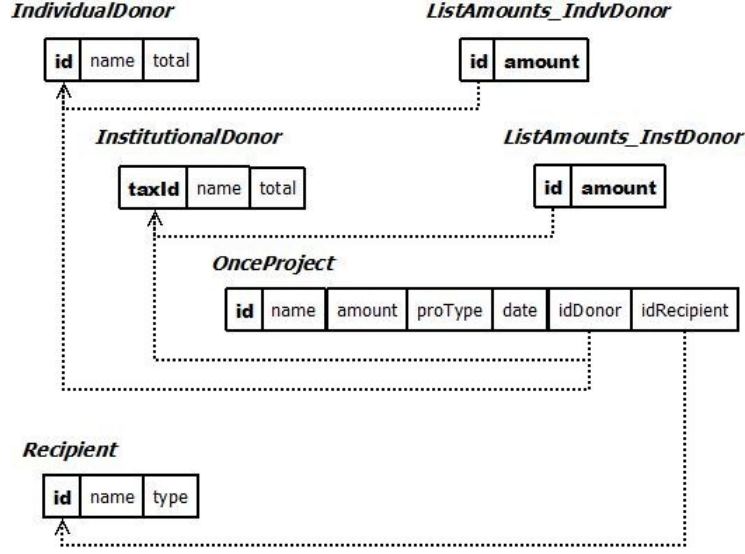 IndividualDonor ListAmounts_IndvDonor
id name total id amount
InstitutionalDonor ListAmounts_InstDonor
taxId name total id amount
OnceProject
id name amount proType date idDonor idRecipient
Recipient
id name type